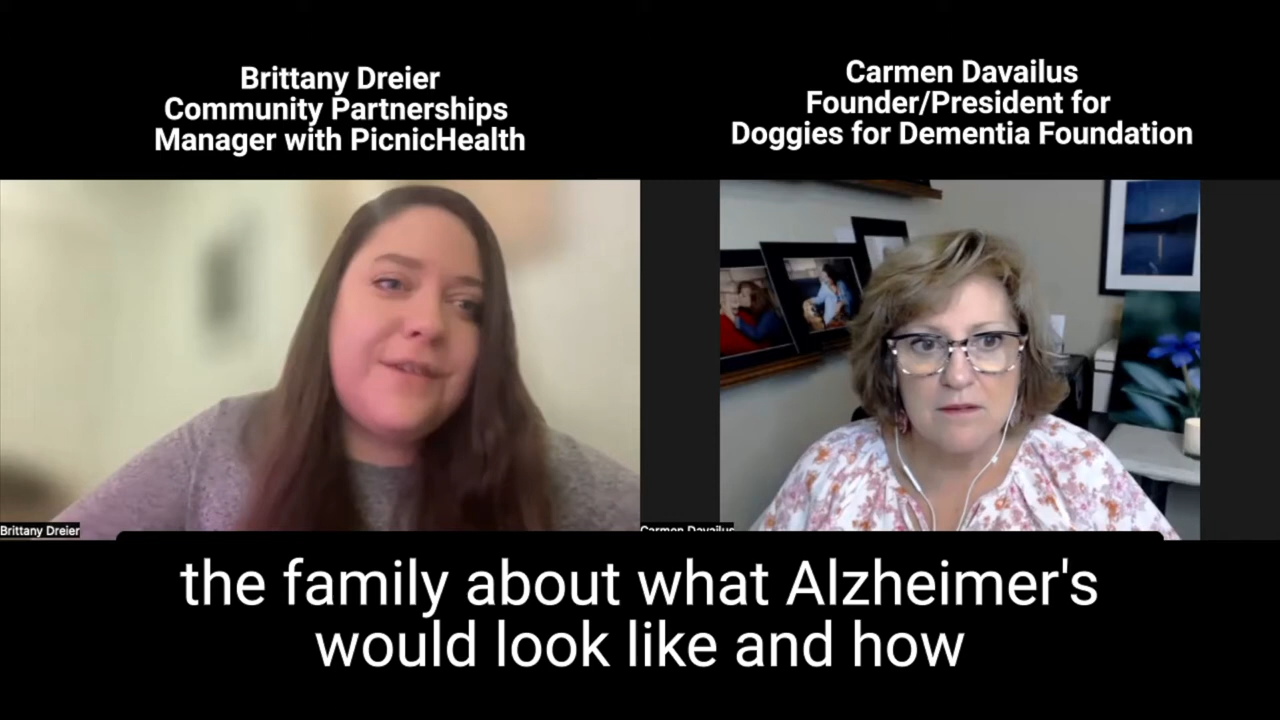 Brittany Dreier
Community Partnerships
Manager with PicnicHealth
Carmen Davailus
Founder/President for
Doggies for Dementia Foundation
Brittany Dreier
Carmen Davailus
the family about what Alzheimer's
would look like and how